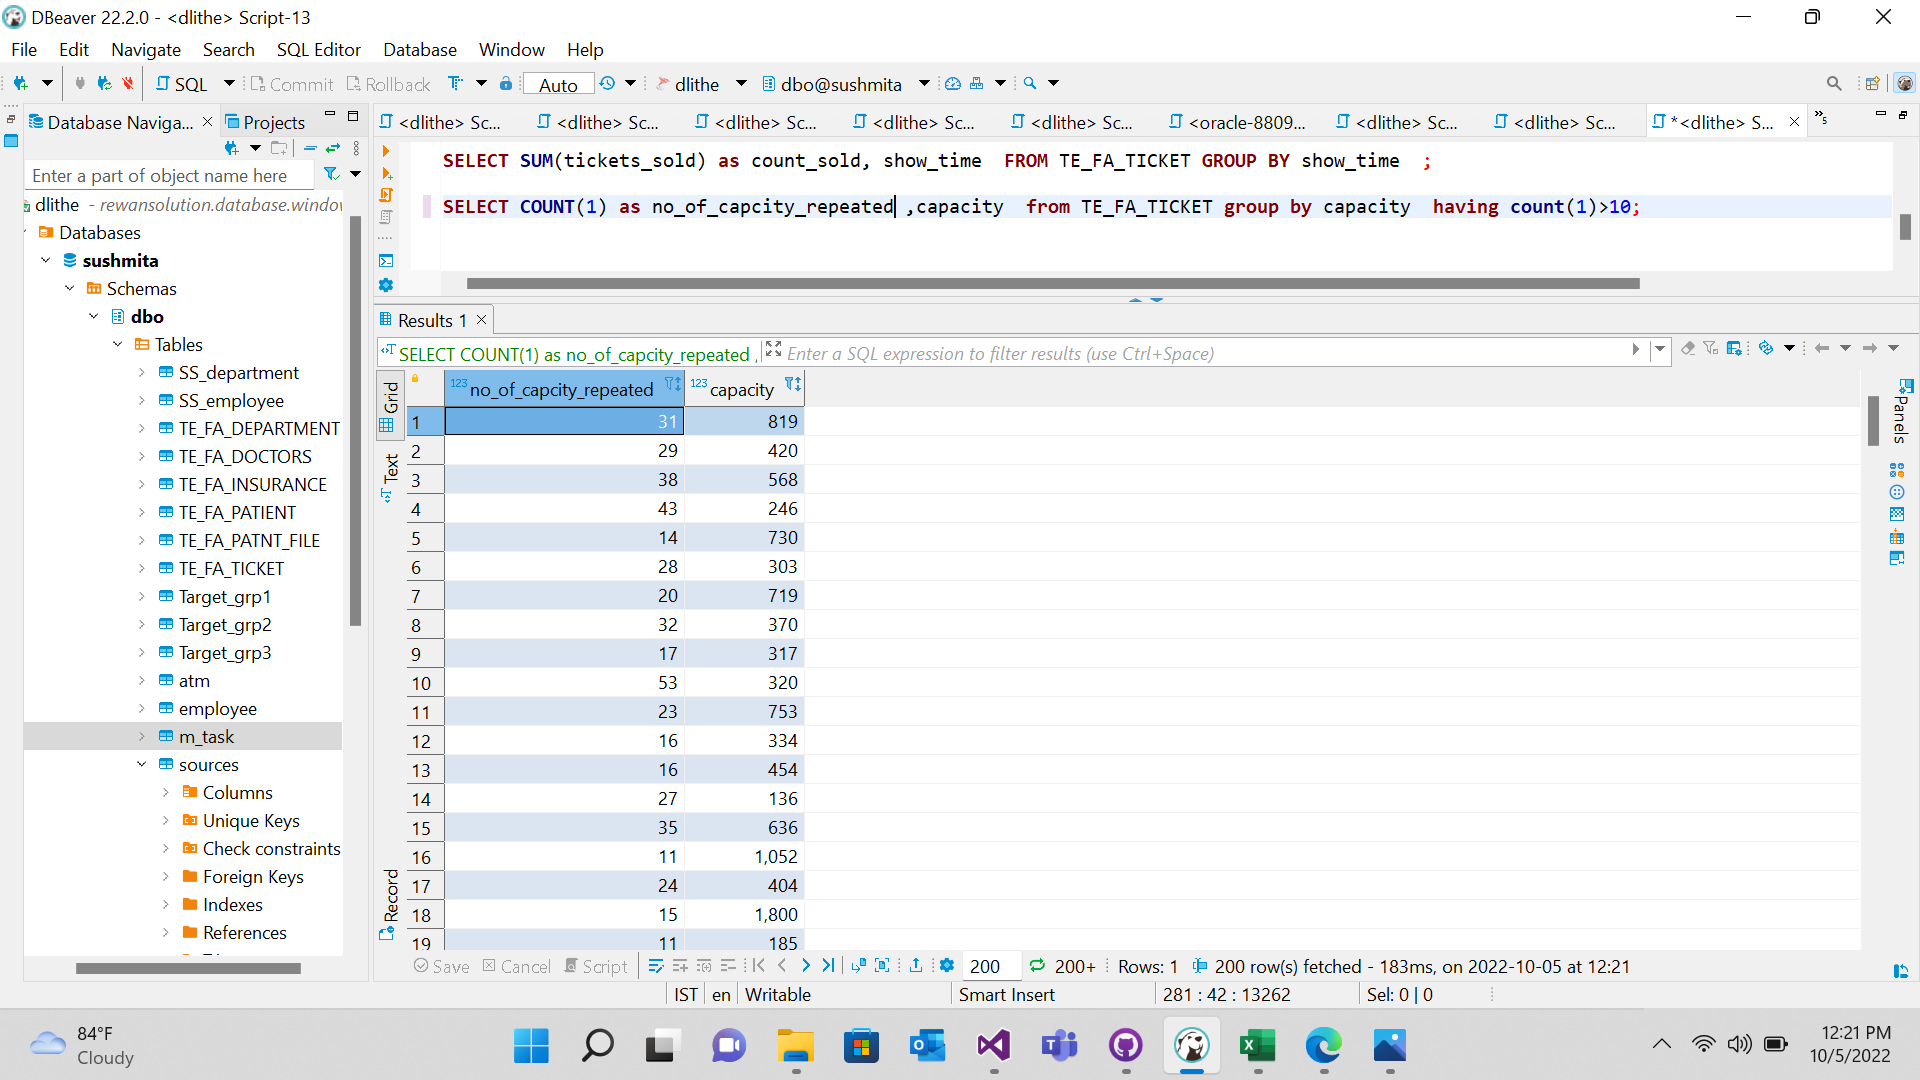 DBeaver 22.2.0 - <dlithe> Script-13
File Edit Navigate Search SQL Editor Database Window Help
SQL Commit Rollback Auto dlithe dbo@sushmita
Database Naviga... Projects
<dlithe> Sc... <dlithe> Sc... <dlithe> Sc... <dlithe> Sc... <dlithe> Sc... <oracle-8809... <dlithe> Sc... <dlithe> Sc... *<dlithe> S... »5
Enter a part of object name here
dlithe - rewansolution.database.window
Databases
sushmita
Schemas
dbo
Tables
SS_department
SS_employee
TE_FA_DEPARTMENT
TE_FA_DOCTORS
TE_FA_INSURANCE
TE_FA_PATIENT
TE_FA_PATNT_FILE
TE_FA_TICKET
Target_grp1
Target_grp2
Target_grp3
atm
employee
m_task
sources
Columns
Unique Keys
Check constraints
Foreign Keys
Indexes
References
SELECT SUM(tickets_sold) as count_sold, show_time FROM TE_FA_TICKET GROUP BY show_time ;
SELECT COUNT(1) as no_of_capcity_repeated ,capacity from TE_FA_TICKET group by capacity having count(1)>10;
Results 1
SELECT COUNT(1) as no_of_capcity_repeated , Enter a SQL expression to filter results (use Ctrl+Space)
Grid
Text
Record
Panels
123 no_of_capcity_repeated 123 capacity
1 31 819
2 29 420
3 38 568
4 43 246
5 14 730
6 28 303
7 20 719
8 32 370
9 17 317
10 53 320
11 23 753
12 16 334
13 16 454
14 27 136
15 35 636
16 11 1,052
17 24 404
18 15 1,800
19 11 185
Save Cancel Script 200 200+ Rows: 1 200 row(s) fetched - 183ms, on 2022-10-05 at 12:21
IST en Writable Smart Insert 281 : 42 : 13262 Sel: 0 | 0
84°F
Cloudy
12:21 PM
10/5/2022